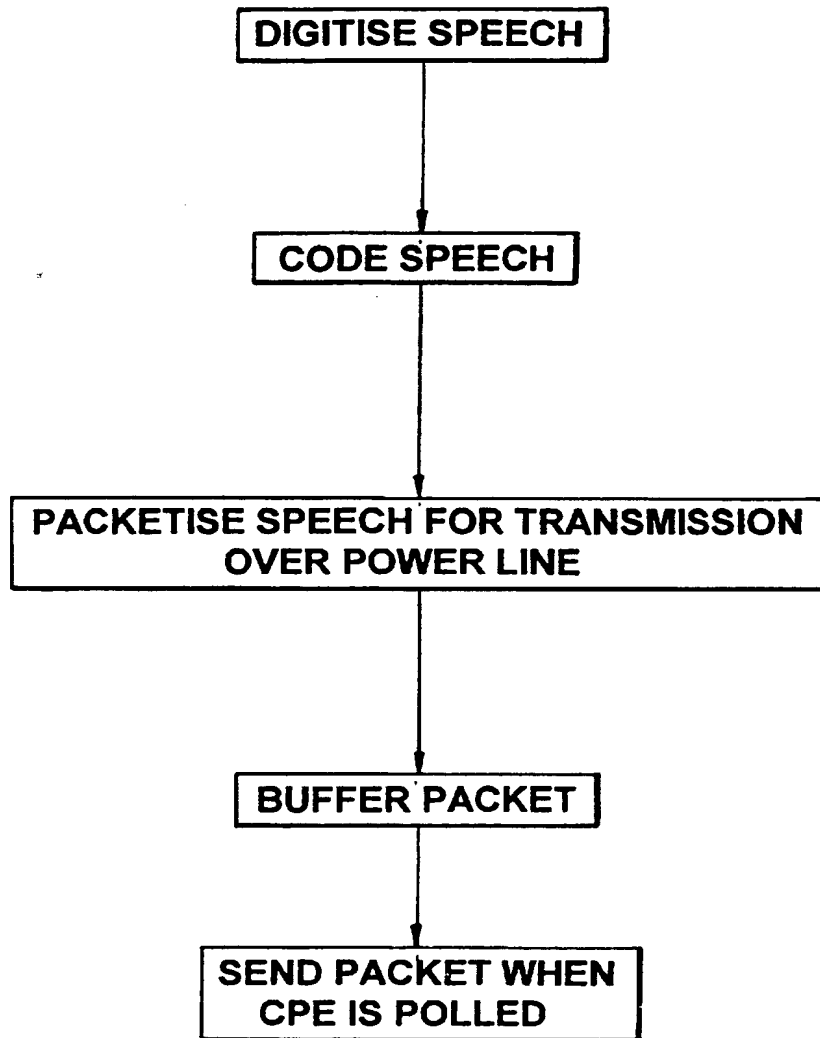 DIGITISE SPEECH
CODE SPEECH
PACKETISE SPEECH FOR TRANSMISSION
OVER POWER LINE
BUFFER PACKET
SEND PACKET WHEN
CPE IS POLLED